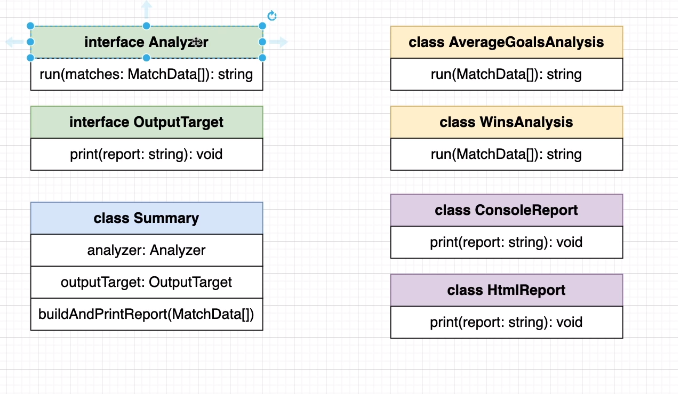 interface Analyzer
run(matches: MatchData[]): string
interface OutputTarget
print(report: string): void
class Summary
analyzer: Analyzer
outputTarget: OutputTarget
buildAndPrintReport(MatchData[])
class AverageGoalsAnalysis
run(MatchData[]): string
class WinsAnalysis
run(MatchData[]): string
class ConsoleReport
print(report: string): void
class HtmlReport
print(report: string): void